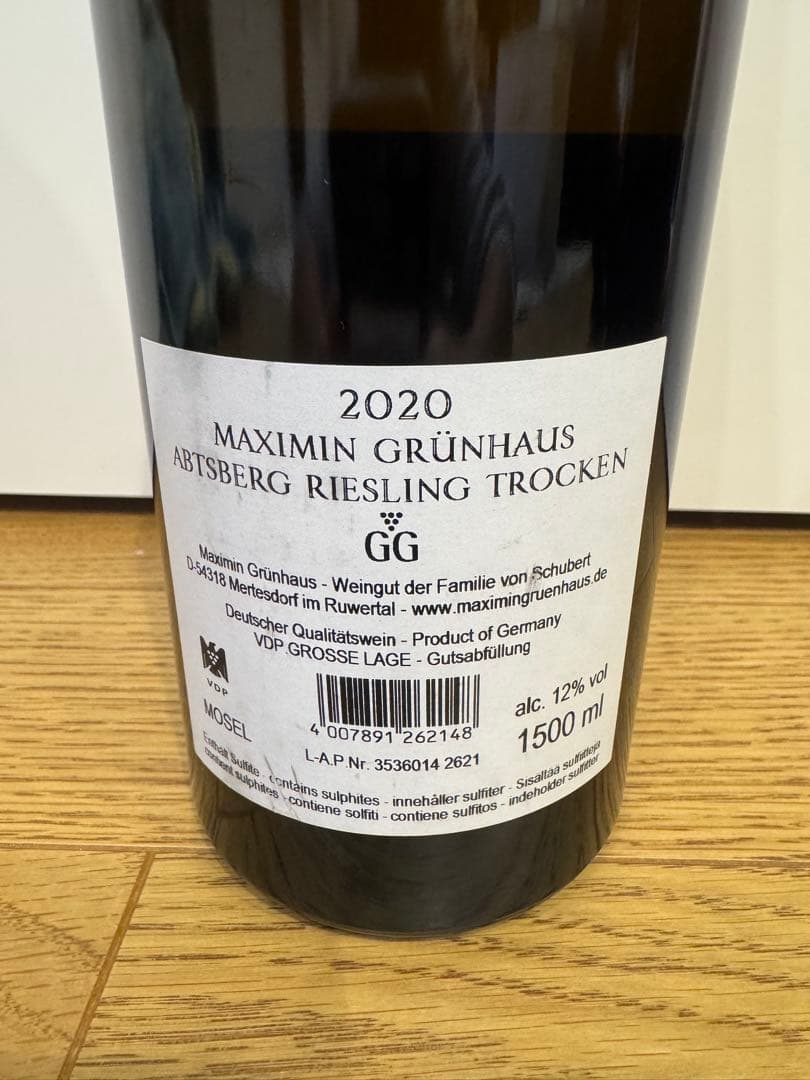 2020
MAXIMIN GRÜNHAUS
ABTSBERG RIESLING TROCKEN
GG
Maximin Grünhaus - Weingut der Familie von Schubert
D-54318 Mertesdorf im Ruwertal - www.maximingruenhaus.de
Deutscher Qualitätswein - Product of Germany
VDP.GROSSE LAGE - Gutsabfüllung
VDP
MOSEL
4 007891 262148
alc. 12% vol
1500 ml
L-A.P.Nr. 3536014 2621
Enthält Sulfite - contains sulphites - innehåller sulfiter - Sisältää sulfiitteja
contient sulphites - contiene solfiti - contiene sulfitos - indeholder sulfitter